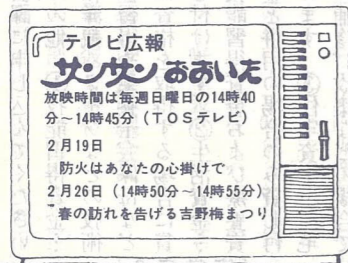 テレビ広報
サンサン おおいた
放映時間は毎週日曜日の14時40
分~14時45分(TOSテレビ)
2月19日
防火はあなたの心掛けで
2月26日(14時50分~14時55分)
春の訪れを告げる吉野梅まつり